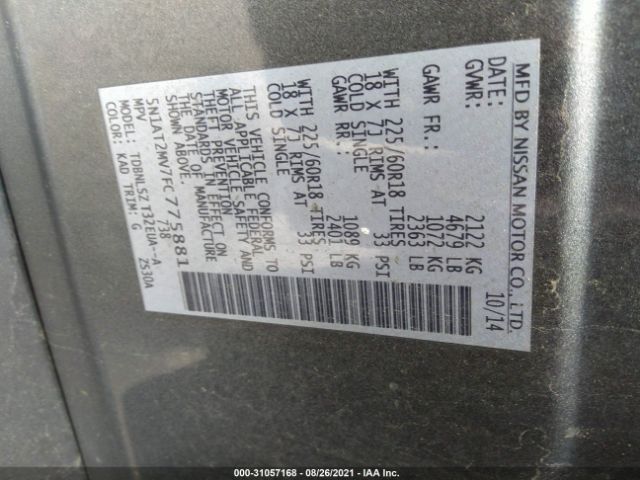 MFD BY NISSAN MOTOR CO., LTD.
DATE: 10/14
GVWR: 2122 KG
4679 LB
GAWR FR: 1072 KG
2363 LB
WITH 225/60R18 TIRES
18 X 7J RIMS AT 33 PSI
COLD SINGLE
GAWR RR: 1089 KG
2401 LB
WITH 225/60R18 TIRES
18 X 7J RIMS AT 33 PSI
COLD SINGLE
THIS VEHICLE CONFORMS TO
ALL APPLICABLE FEDERAL
MOTOR VEHICLE SAFETY AND
THEFT PREVENTION
STANDARDS IN EFFECT ON
THE DATE OF MANUFACTURE
SHOWN ABOVE.
5N1AT2MV7FC775881
MPV 738
MODEL: TDBNLSZT32EUA--A
COLOR: KAD TRIM: G ZS30A
000-31057168 - 08/26/2021 - IAA Inc.